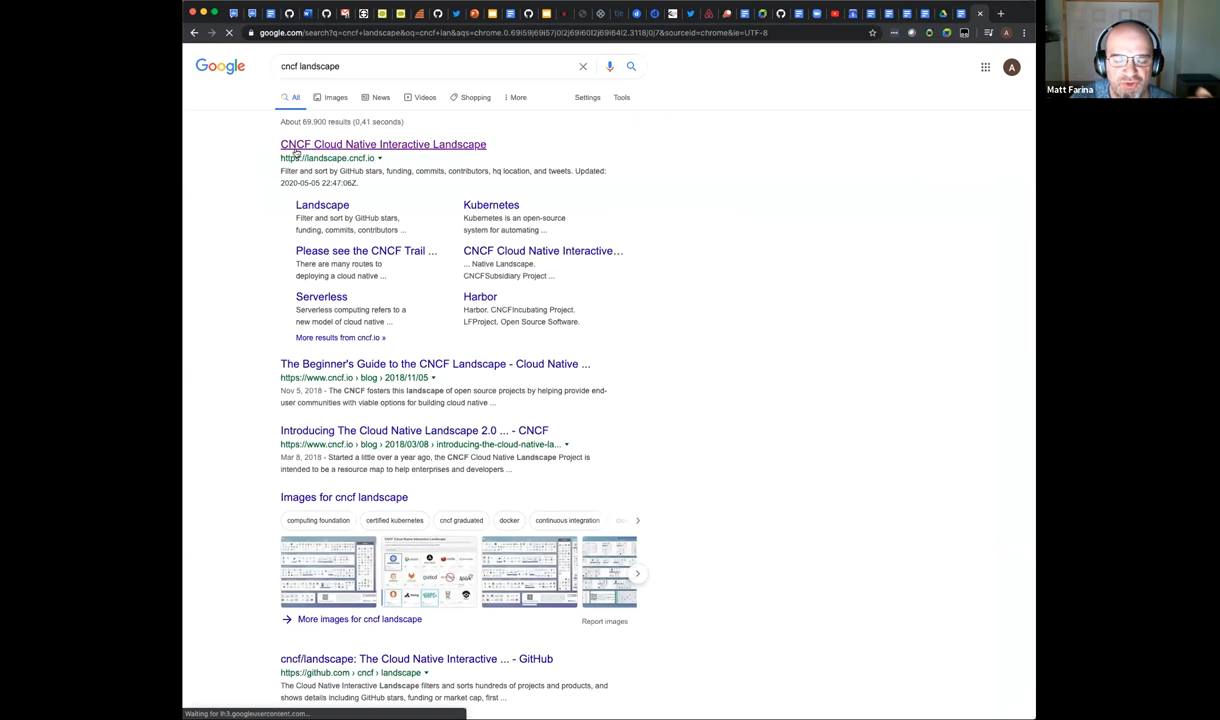 google.com/search?q=cncf+landscape&oq=cncf+lan&aqs=chrome.0.69i59j69i57j0l2j69i60l2j69i64l2.3118j0j7&sourceid=chrome&ie=UTF-8
Matt Farina
Google
cncf landscape
A
All
Images
News
Videos
Shopping
More
Settings
Tools
About 69.900 results (0,41 seconds)
CNCF Cloud Native Interactive Landscape
https://landscape.cncf.io
Filter and sort by GitHub stars, funding, commits, contributors, hq location, and tweets. Updated:
2020-05-05 22:47:06Z.
Landscape
Filter and sort by GitHub stars,
funding, commits, contributors ...
Kubernetes
Kubernetes is an open-source
system for automating ...
Please see the CNCF Trail ...
There are many routes to
deploying a cloud native ...
CNCF Cloud Native Interactive...
... Native Landscape.
CNCFSubsidiary Project ...
Serverless
Serverless computing refers to a
new model of cloud native ...
Harbor
Harbor. CNCFIncubating Project.
LFProject. Open Source Software.
More results from cncf.io »
The Beginner's Guide to the CNCF Landscape - Cloud Native ...
https://www.cncf.io › blog › 2018/11/05
Nov 5, 2018 - The CNCF fosters this landscape of open source projects by helping provide end-
user communities with viable options for building cloud native ...
Introducing The Cloud Native Landscape 2.0 ... - CNCF
https://www.cncf.io › blog › 2018/03/08 › introducing-the-cloud-native-la...
Mar 8, 2018 - Started a little over a year ago, the CNCF Cloud Native Landscape Project is
intended to be a resource map to help enterprises and developers ...
Images for cncf landscape
computing foundation
certified kubernetes
cncf graduated
docker
continuous integration
More images for cncf landscape
Report images
cncf/landscape: The Cloud Native Interactive ... - GitHub
https://github.com › cncf › landscape
The Cloud Native Interactive Landscape filters and sorts hundreds of projects and products, and
shows details including GitHub stars, funding or market cap, first ...
Waiting for lh3.googleusercontent.com...